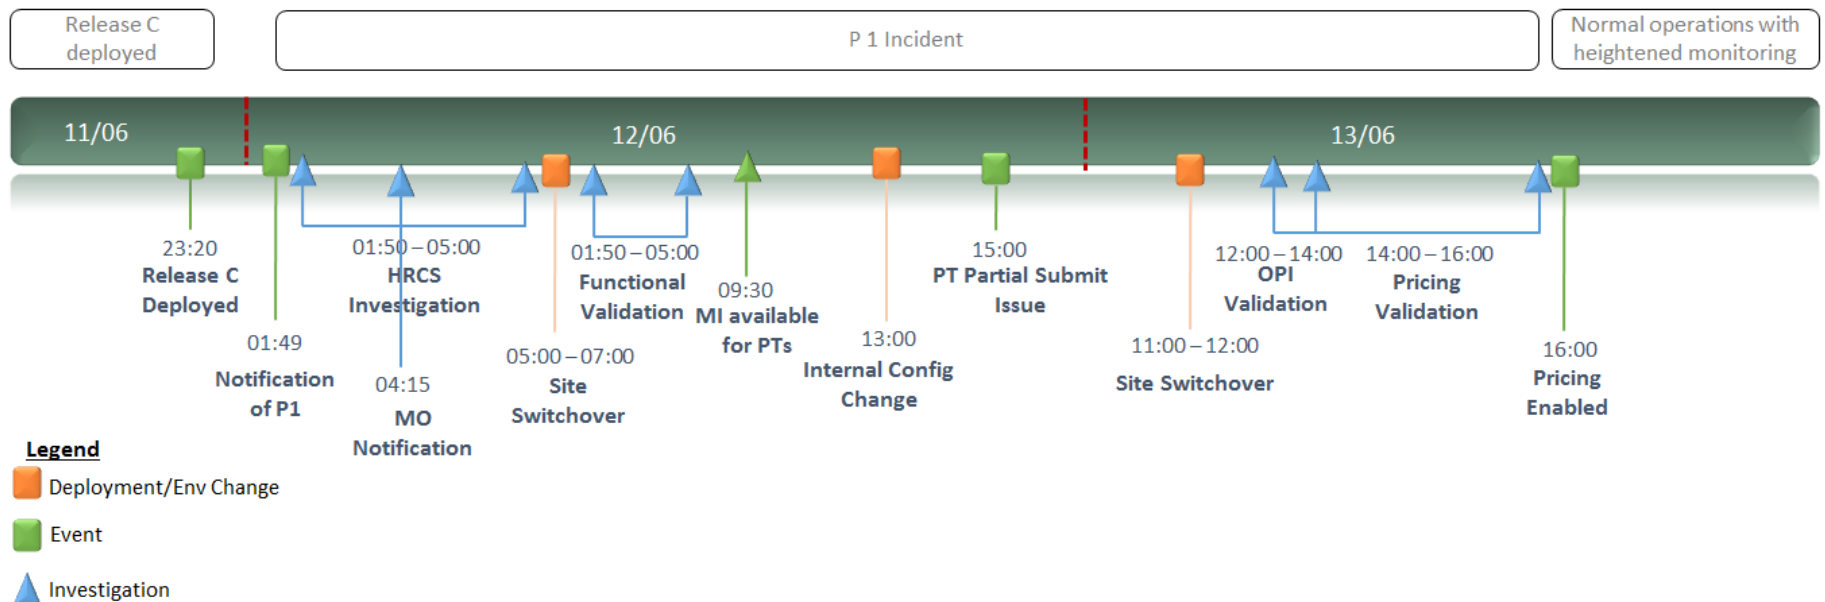 Release C
deployed
P 1 Incident
Normal operations with
heightened monitoring
11/06
12/06
13/06
23:20
Release C
Deployed
01:49
Notification
of P1
01:50 – 05:00
HRCS
Investigation
04:15
MO
Notification
05:00 – 07:00
Site
Switchover
01:50 – 05:00
Functional
Validation
09:30
MI available
for PTs
13:00
Internal Config
Change
15:00
PT Partial Submit
Issue
11:00 – 12:00
Site Switchover
12:00 – 14:00
OPI
Validation
14:00 – 16:00
Pricing
Validation
16:00
Pricing
Enabled
Legend
Deployment/Env Change
Event
Investigation